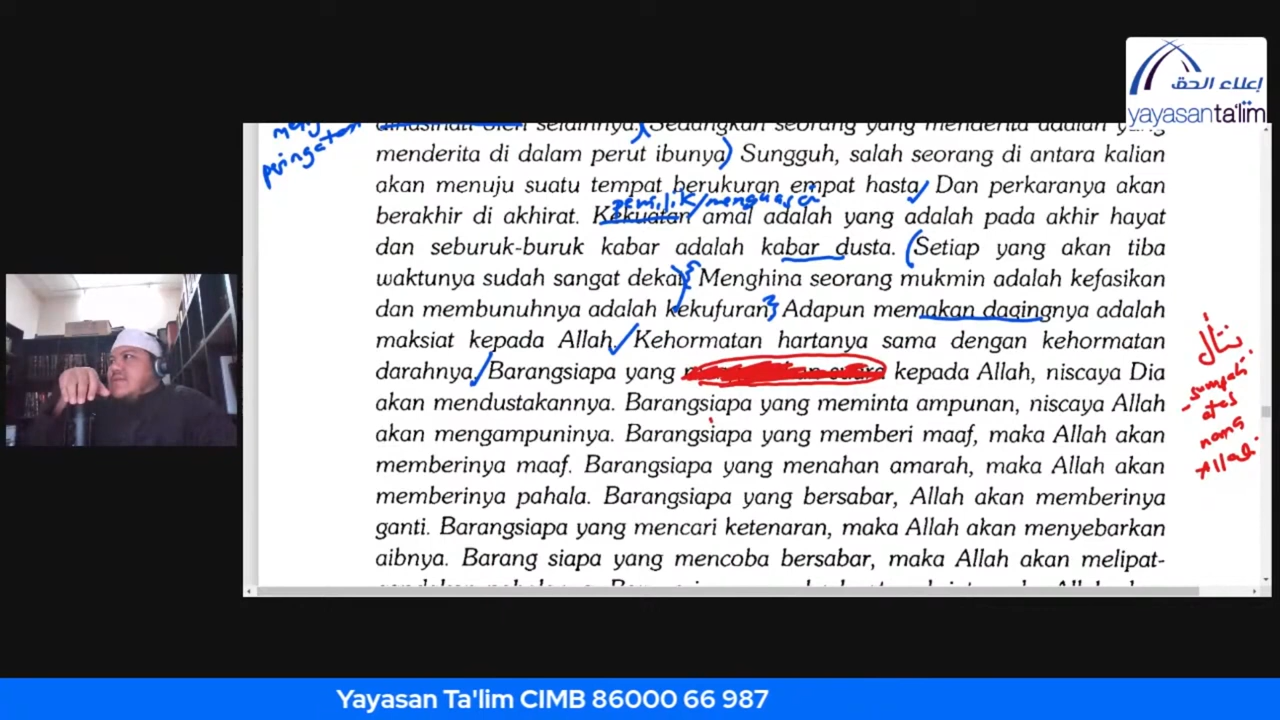 إعلاء الحق
yayasanta'lim
selainnya. Sedangkan seorang yang menderita adalah yang
peringatan
menderita di dalam perut ibunya) Sungguh, salah seorang di antara kalian
akan menuju suatu tempat berukuran empat hasta, Dan perkaranya akan
pemilik/menguasai
berakhir di akhirat. Kekuatan amal adalah yang adalah pada akhir hayat
dan seburuk-buruk kabar adalah kabar dusta. (Setiap yang akan tiba
waktunya sudah sangat dekat) Menghina seorang mukmin adalah kefasikan
dan membunuhnya adalah kekufuran} Adapun memakan dagingnya adalah
maksiat kepada Allah. Kehormatan hartanya sama dengan kehormatan
darahnya, Barangsiapa yang kepada Allah, niscaya Dia
akan mendustakannya. Barangsiapa yang meminta ampunan, niscaya Allah
akan mengampuninya. Barangsiapa yang memberi maaf, maka Allah akan
memberinya maaf. Barangsiapa yang menahan amarah, maka Allah akan
memberinya pahala. Barangsiapa yang bersabar, Allah akan memberinya
ganti. Barangsiapa yang mencari ketenaran, maka Allah akan menyebarkan
aibnya. Barang siapa yang mencoba bersabar, maka Allah akan melipat-
- sumpah
atas
nama
Allah
Yayasan Ta'lim CIMB 86000 66 987